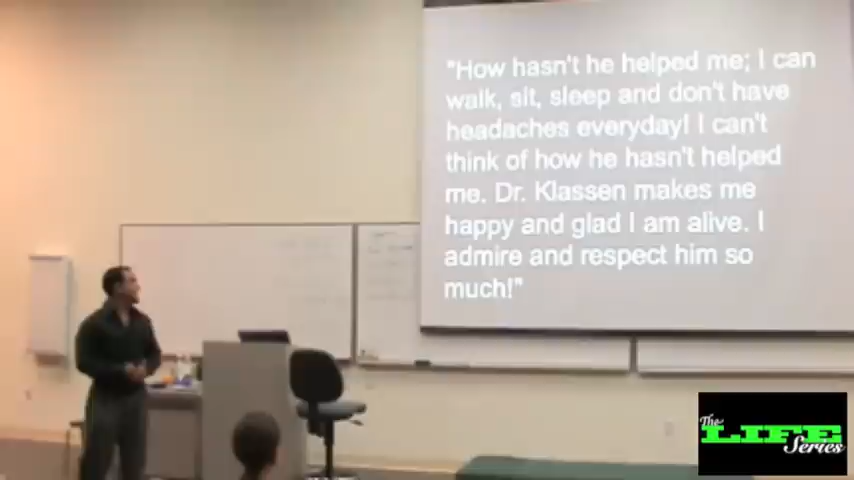 "How hasn't he helped me; I can
walk, sit, sleep and don't have
headaches everyday! I can't
think of how he hasn't helped
me. Dr. Klassen makes me
happy and glad I am alive. I
admire and respect him so
much!"
The
LIFE
Series